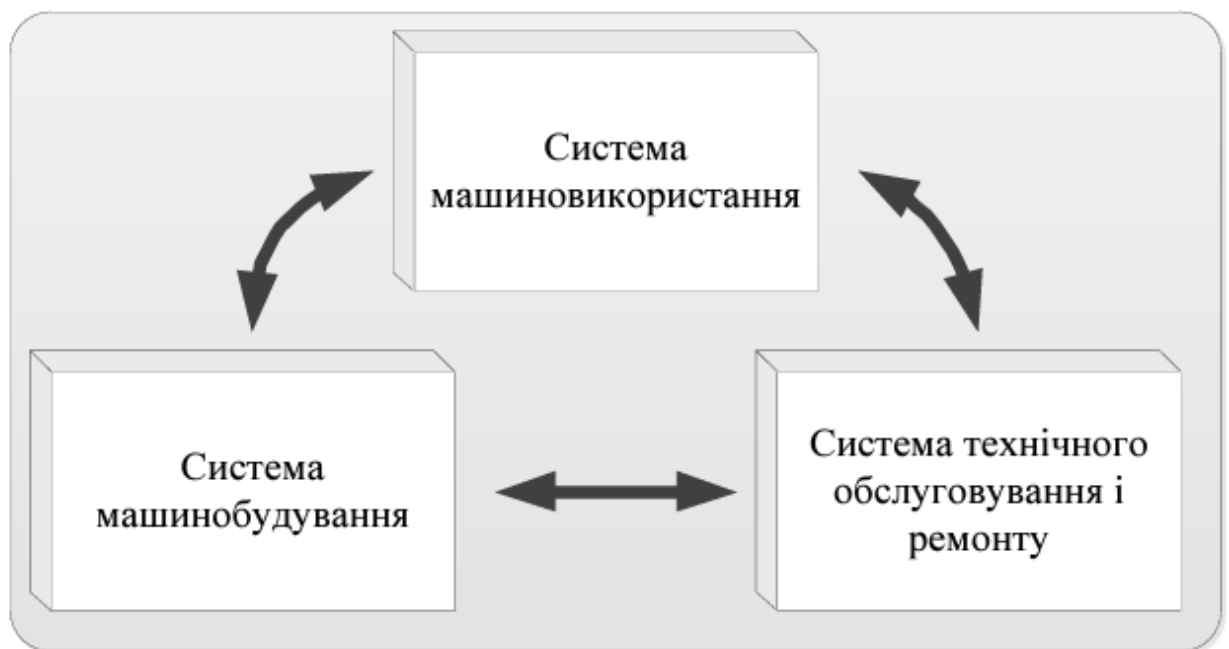 Система
машиновикористання
Система
машинобудування
Система технічного
обслуговування і
ремонту